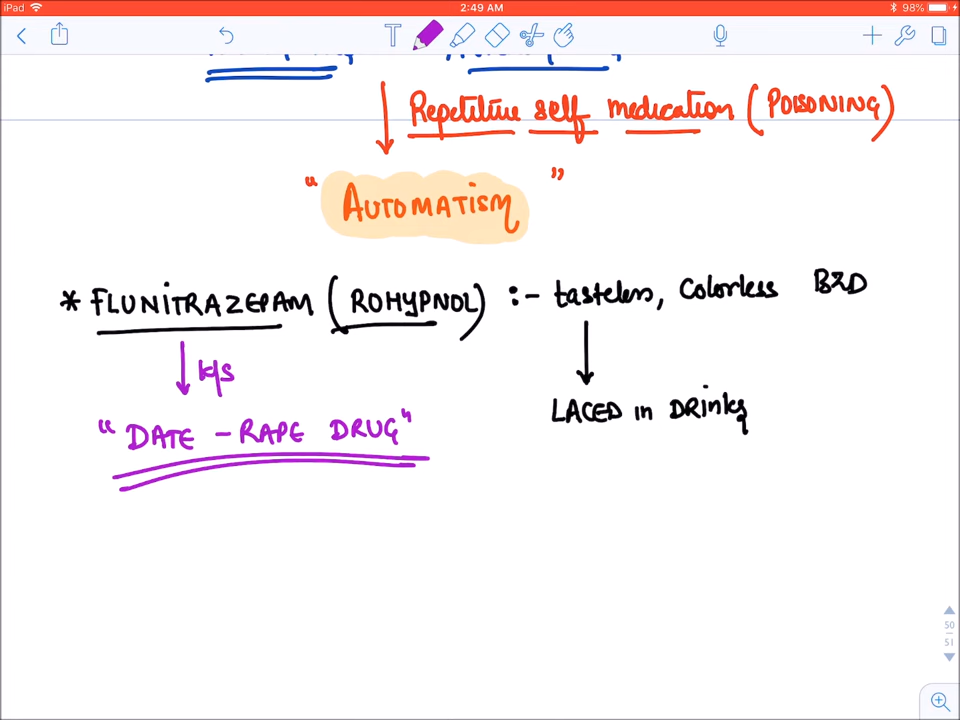 iPad 2:49 AM 98%
T
Repetitive self medication (POISONING)
" AUTOMATISM "
* FLUNITRAZEPAM (ROHYPNOL) :- tasteless, Colorless BZD
k/s
LACED in DRinks
"DATE - RAPE DRUG"
50
51